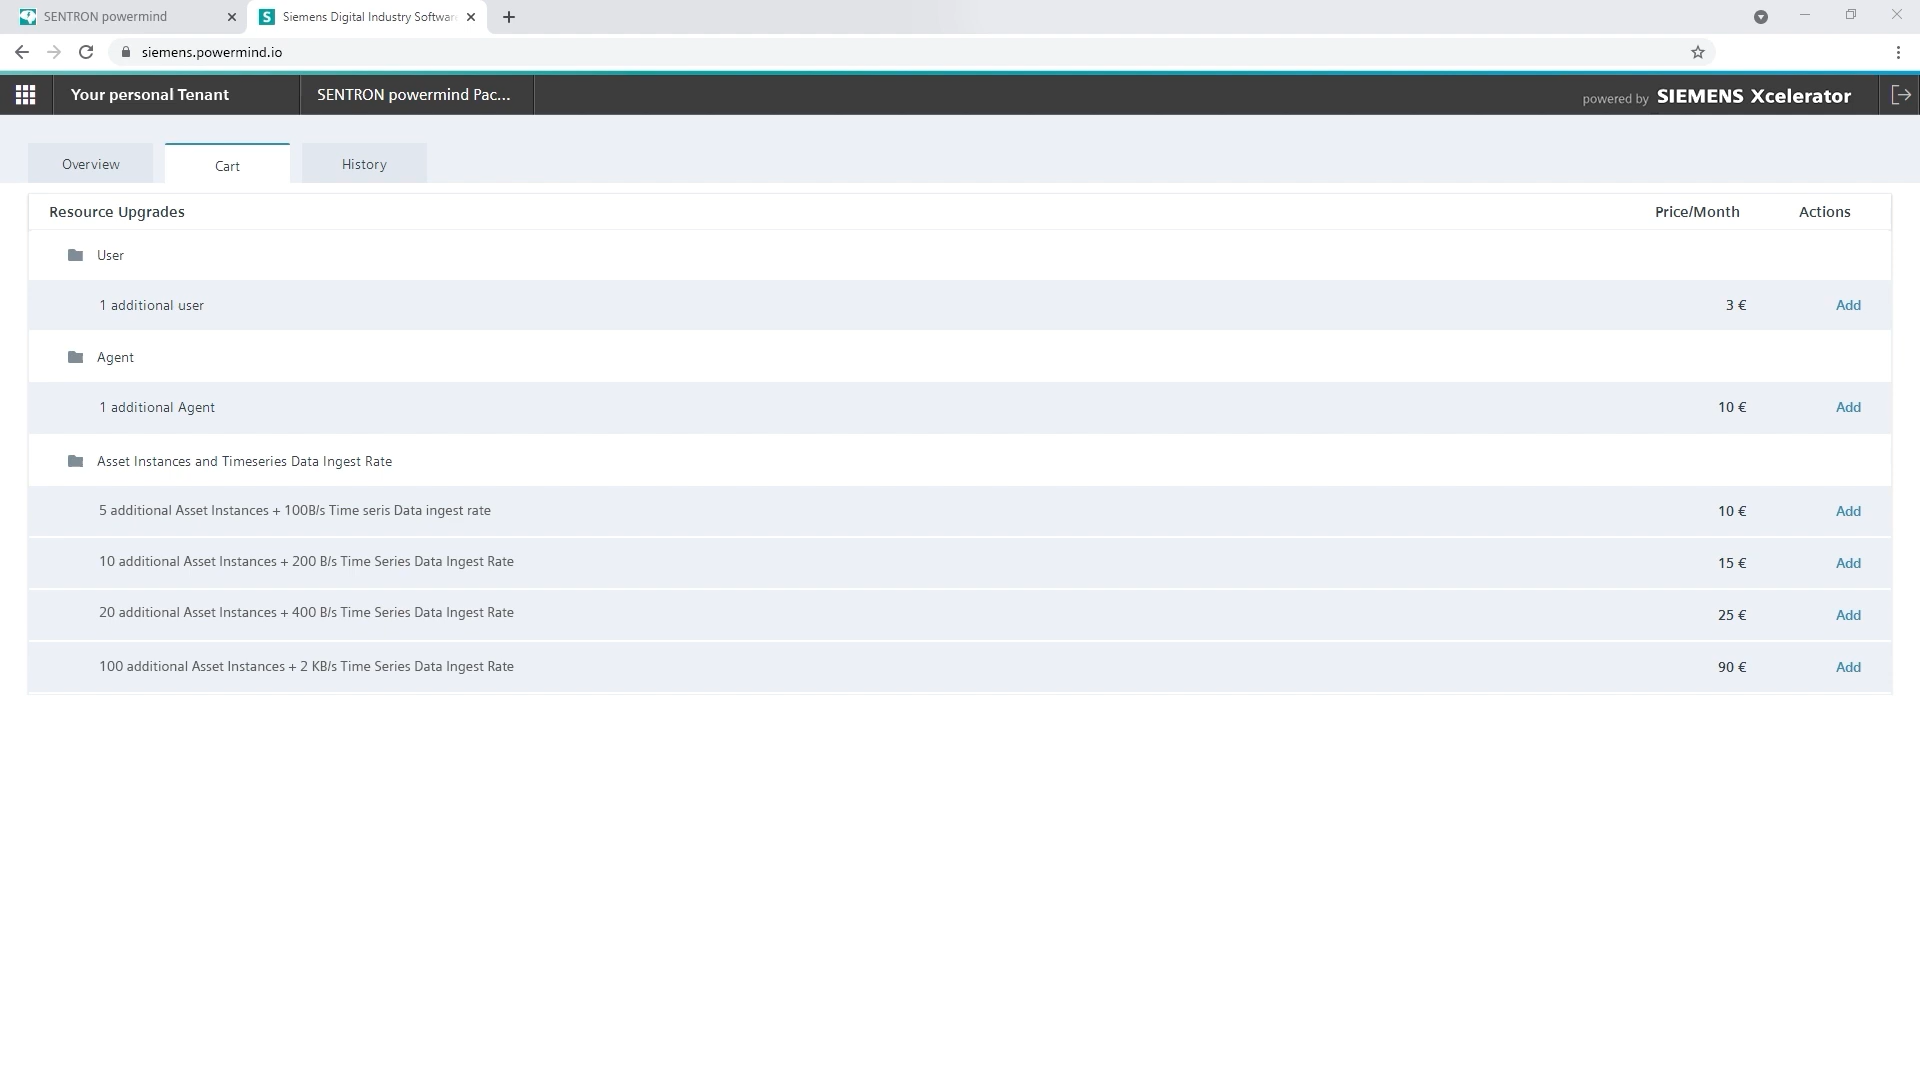 SENTRON powermind
Siemens Digital Industry Software
siemens.powermind.io
Your personal Tenant
SENTRON powermind Pac...
powered by SIEMENS Xcelerator
Overview
Cart
History
Resource Upgrades Price/Month Actions
User
1 additional user 3 € Add
Agent
1 additional Agent 10 € Add
Asset Instances and Timeseries Data Ingest Rate
5 additional Asset Instances + 100B/s Time seris Data ingest rate 10 € Add
10 additional Asset Instances + 200 B/s Time Series Data Ingest Rate 15 € Add
20 additional Asset Instances + 400 B/s Time Series Data Ingest Rate 25 € Add
100 additional Asset Instances + 2 KB/s Time Series Data Ingest Rate 90 € Add